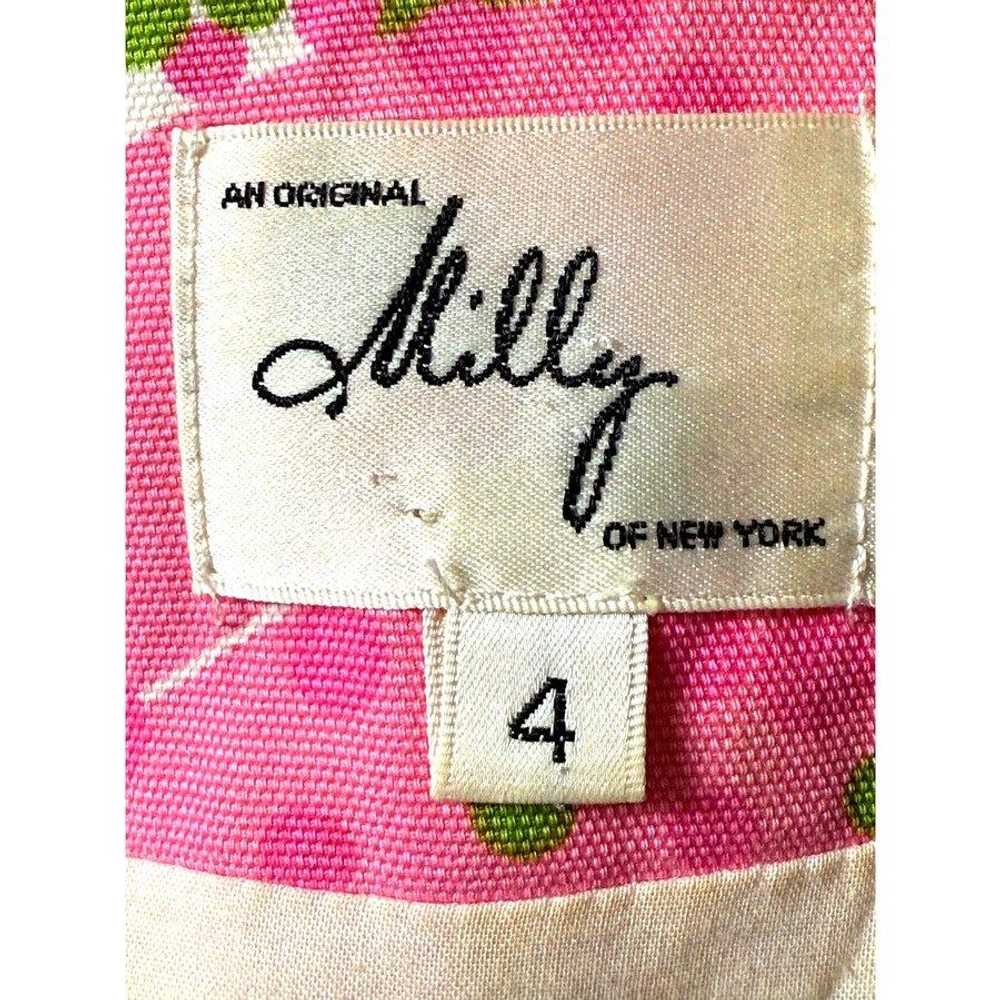 AN ORIGINAL
Milly
OF NEW YORK
4